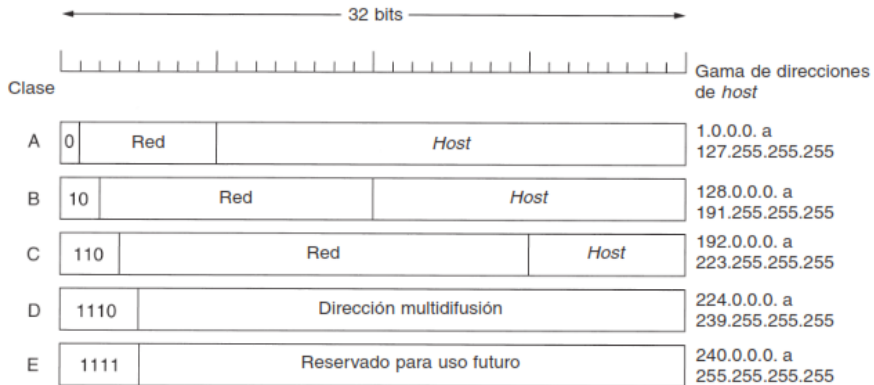 32 bits
Clase
Gama de direcciones
de host
A 0 Red Host 1.0.0.0. a
127.255.255.255
B 10 Red Host 128.0.0.0. a
191.255.255.255
C 110 Red Host 192.0.0.0. a
223.255.255.255
D 1110 Dirección multidifusión 224.0.0.0. a
239.255.255.255
E 1111 Reservado para uso futuro 240.0.0.0. a
255.255.255.255